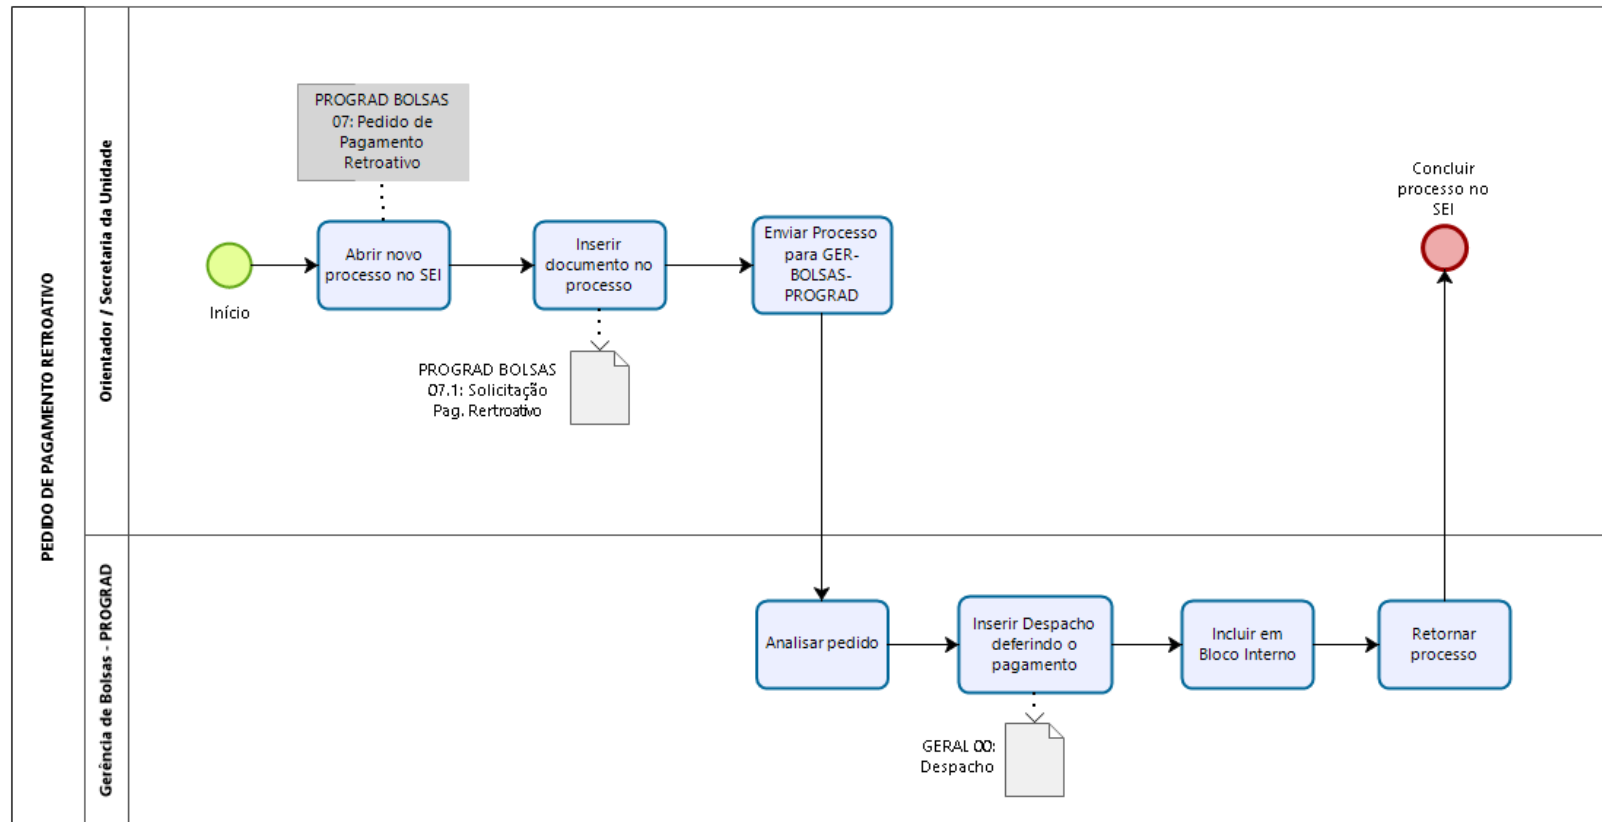 PEDIDO DE PAGAMENTO RETROATIVO
Orientador / Secretaria da Unidade
PROGRAD BOLSAS
07: Pedido de
Pagamento
Retroativo
Início
Abrir novo
processo no SEI
Inserir
documento no
processo
PROGRAD BOLSAS
07.1: Solicitação
Pag. Rertroativo
Enviar Processo
para GER-
BOLSAS-
PROGRAD
Concluir
processo no
SEI
Gerência de Bolsas - PROGRAD
Analisar pedido
Inserir Despacho
deferindo o
pagamento
GERAL 00:
Despacho
Incluir em
Bloco Interno
Retornar
processo